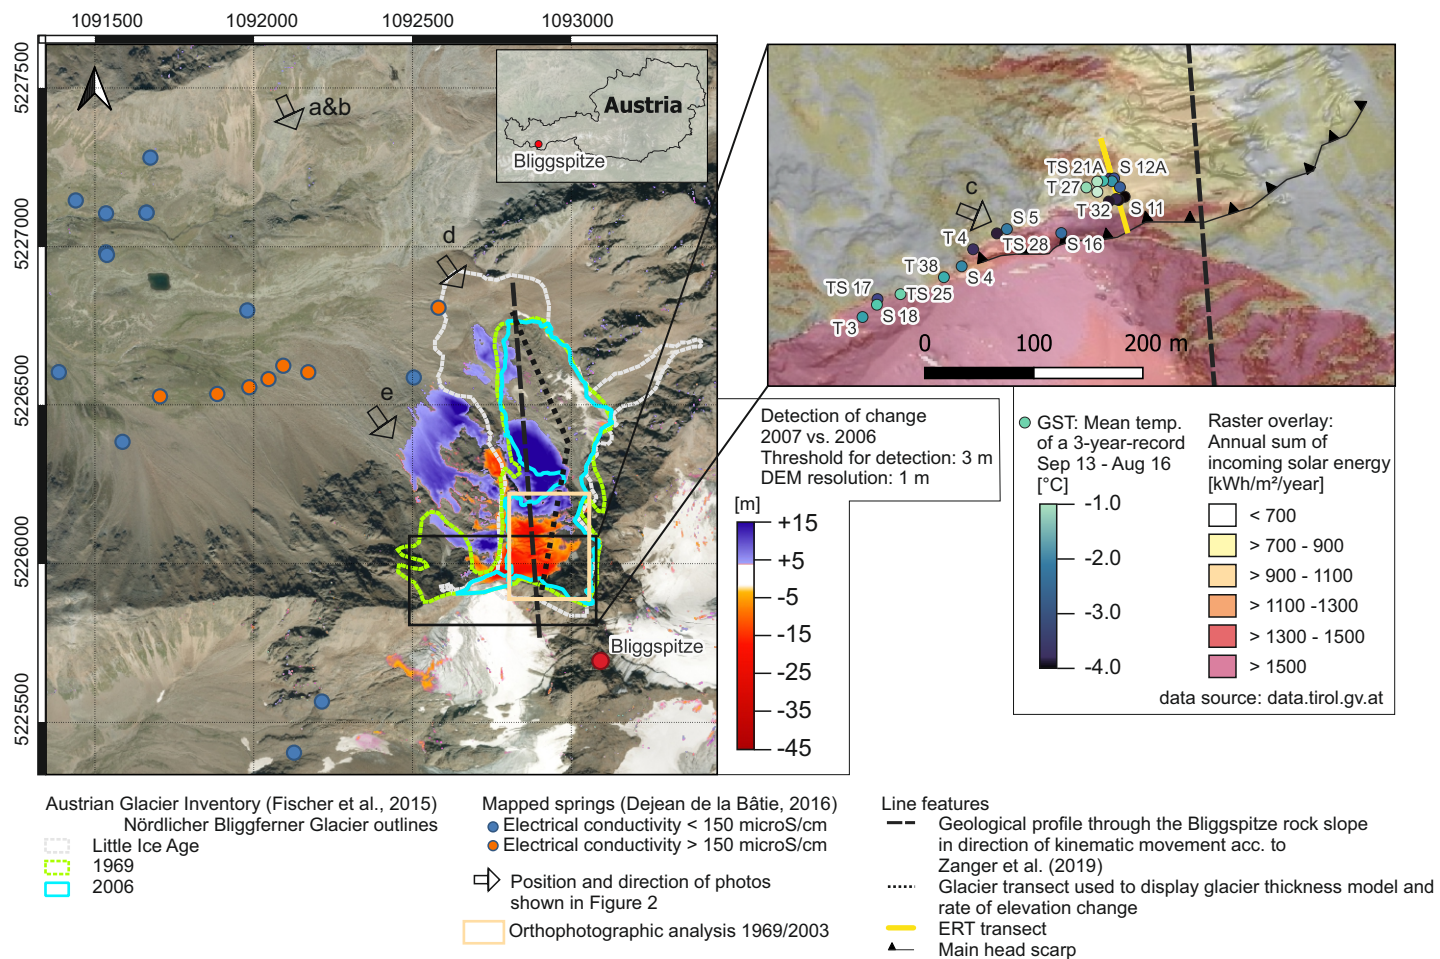 1091500 1092000 1092500 1093000
5227500
5227000
5226500
5226000
5225500
a&b
Austria
Bliggspitze
d
e
Bliggspitze
c
TS 21A S 12A
T 27
T 32 S 11
S 5
T 4 TS 28 S 16
T 38 S 4
TS 17 TS 25
S 18
T 3
0 100 200 m
Detection of change
2007 vs. 2006
Threshold for detection: 3 m
DEM resolution: 1 m
[m]
+15
+5
-5
-15
-25
-35
-45
GST: Mean temp.
of a 3-year-record
Sep 13 - Aug 16
[°C]
-1.0
-2.0
-3.0
-4.0
Raster overlay:
Annual sum of
incoming solar energy
[kWh/m²/year]
< 700
> 700 - 900
> 900 - 1100
> 1100 -1300
> 1300 - 1500
> 1500
data source: data.tirol.gv.at
Austrian Glacier Inventory (Fischer et al., 2015)
Nördlicher Bliggferner Glacier outlines
Little Ice Age
1969
2006
Mapped springs (Dejean de la Bâtie, 2016)
Electrical conductivity < 150 microS/cm
Electrical conductivity > 150 microS/cm
Position and direction of photos
shown in Figure 2
Orthophotographic analysis 1969/2003
Line features
Geological profile through the Bliggspitze rock slope
in direction of kinematic movement acc. to
Zanger et al. (2019)
Glacier transect used to display glacier thickness model and
rate of elevation change
ERT transect
Main head scarp